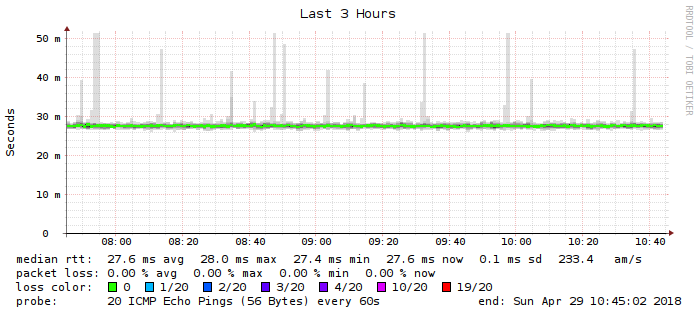 Last 3 Hours
RRDTOOL / TOBI OETIKER
Seconds
50 m
40 m
30 m
20 m
10 m
0
08:00 08:20 08:40 09:00 09:20 09:40 10:00 10:20 10:40
median rtt: 27.6 ms avg 28.0 ms max 27.4 ms min 27.6 ms now 0.1 ms sd 233.4 am/s
packet loss: 0.00 % avg 0.00 % max 0.00 % min 0.00 % now
loss color: 0 1/20 2/20 3/20 4/20 10/20 19/20
probe: 20 ICMP Echo Pings (56 Bytes) every 60s end: Sun Apr 29 10:45:02 2018